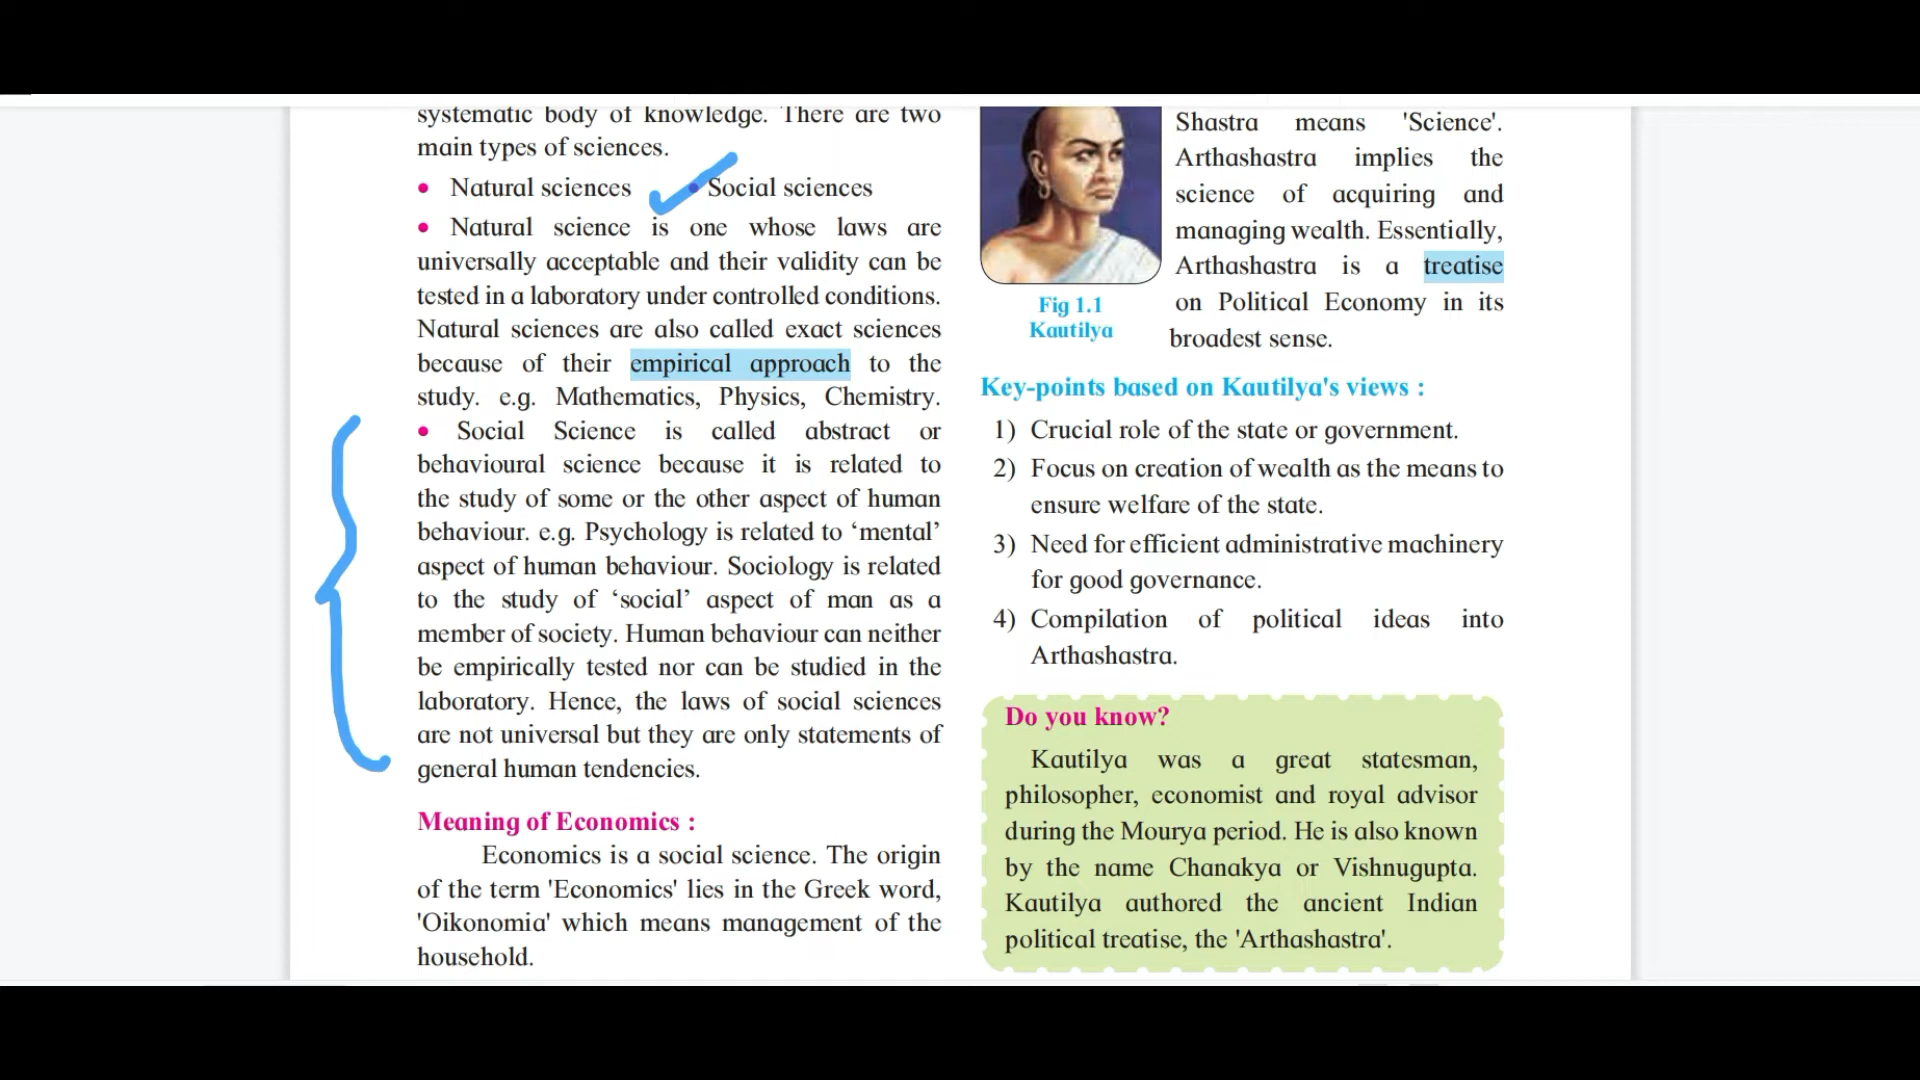 systematic body of knowledge. There are two
main types of sciences.
• Natural sciences • Social sciences
• Natural science is one whose laws are
universally acceptable and their validity can be
tested in a laboratory under controlled conditions.
Natural sciences are also called exact sciences
because of their empirical approach to the
study. e.g. Mathematics, Physics, Chemistry.
• Social Science is called abstract or
behavioural science because it is related to
the study of some or the other aspect of human
behaviour. e.g. Psychology is related to ‘mental’
aspect of human behaviour. Sociology is related
to the study of ‘social’ aspect of man as a
member of society. Human behaviour can neither
be empirically tested nor can be studied in the
laboratory. Hence, the laws of social sciences
are not universal but they are only statements of
general human tendencies.
Meaning of Economics :
Economics is a social science. The origin
of the term 'Economics' lies in the Greek word,
'Oikonomia' which means management of the
household.
Shastra means 'Science'.
Arthashastra implies the
science of acquiring and
managing wealth. Essentially,
Arthashastra is a treatise
on Political Economy in its
broadest sense.
Fig 1.1
Kautilya
Key-points based on Kautilya's views :
1) Crucial role of the state or government.
2) Focus on creation of wealth as the means to
ensure welfare of the state.
3) Need for efficient administrative machinery
for good governance.
4) Compilation of political ideas into
Arthashastra.
Do you know?
Kautilya was a great statesman,
philosopher, economist and royal advisor
during the Mourya period. He is also known
by the name Chanakya or Vishnugupta.
Kautilya authored the ancient Indian
political treatise, the 'Arthashastra'.